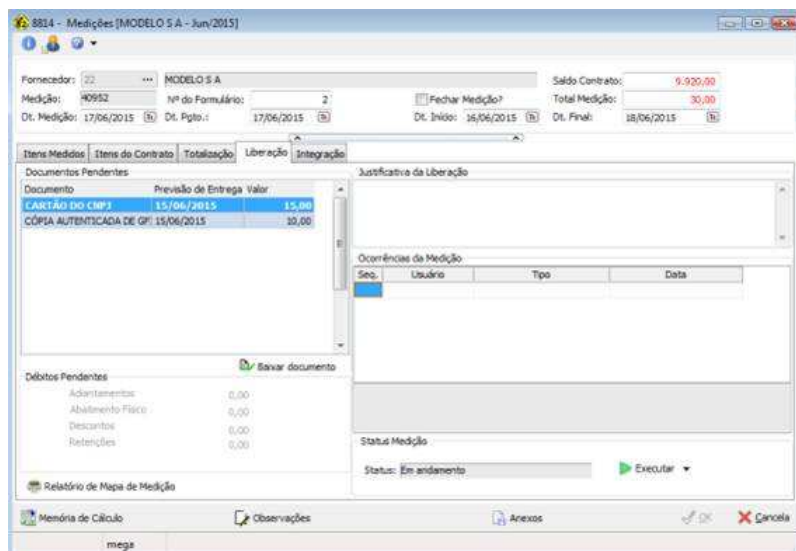 8814 - Medições [MODELO S A - Jun/2015]
Fornecedor: 22 ... MODELO S A Saldo Contrato: 9.920,00
Medição: 40952 Nº do Formulário: 2 Fechar Medição? Total Medição: 30,00
Dt. Medição: 17/06/2015 Dt. Pgto.: 17/06/2015 Dt. Início: 16/06/2015 Dt. Final: 18/06/2015
Itens Medidos Itens do Contrato Totalização Liberação Integração
Documentos Pendentes
Documento Previsão de Entrega Valor
CARTÃO DO CNPJ 15/06/2015 15,00
CÓPIA AUTENTICADA DE 15/06/2015 10,00
Baixar documento
Justificativa da Liberação
Ocorrências da Medição
Seq. Usuário Tipo Data
Débitos Pendentes
Adiantamentos 0,00
Abatimento Físico 0,00
Descontos 0,00
Retenções 0,00
Relatório de Mapa de Medição
Status Medição
Status: Em andamento Executar
Memória de Cálculo Observações Anexos OK Cancela
mega